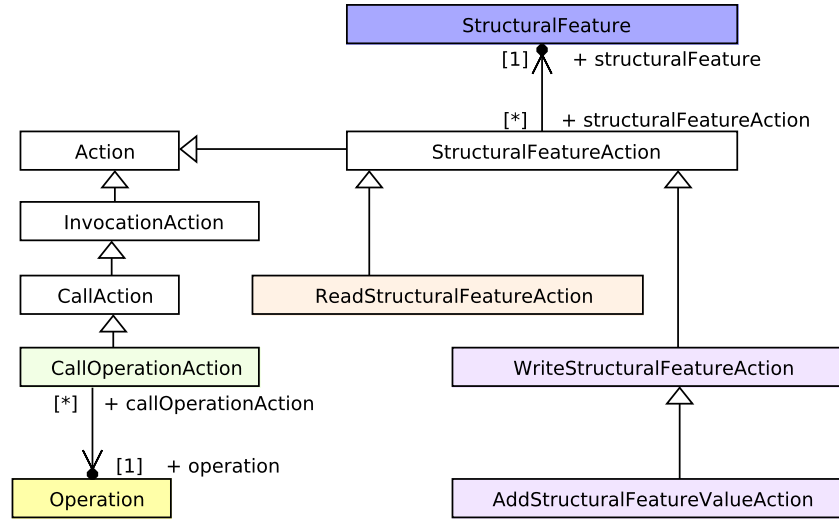 StructuralFeature
[1] + structuralFeature
[*] + structuralFeatureAction
Action
StructuralFeatureAction
InvocationAction
CallAction
ReadStructuralFeatureAction
CallOperationAction
WriteStructuralFeatureAction
[*] + callOperationAction
[1] + operation
Operation
AddStructuralFeatureValueAction